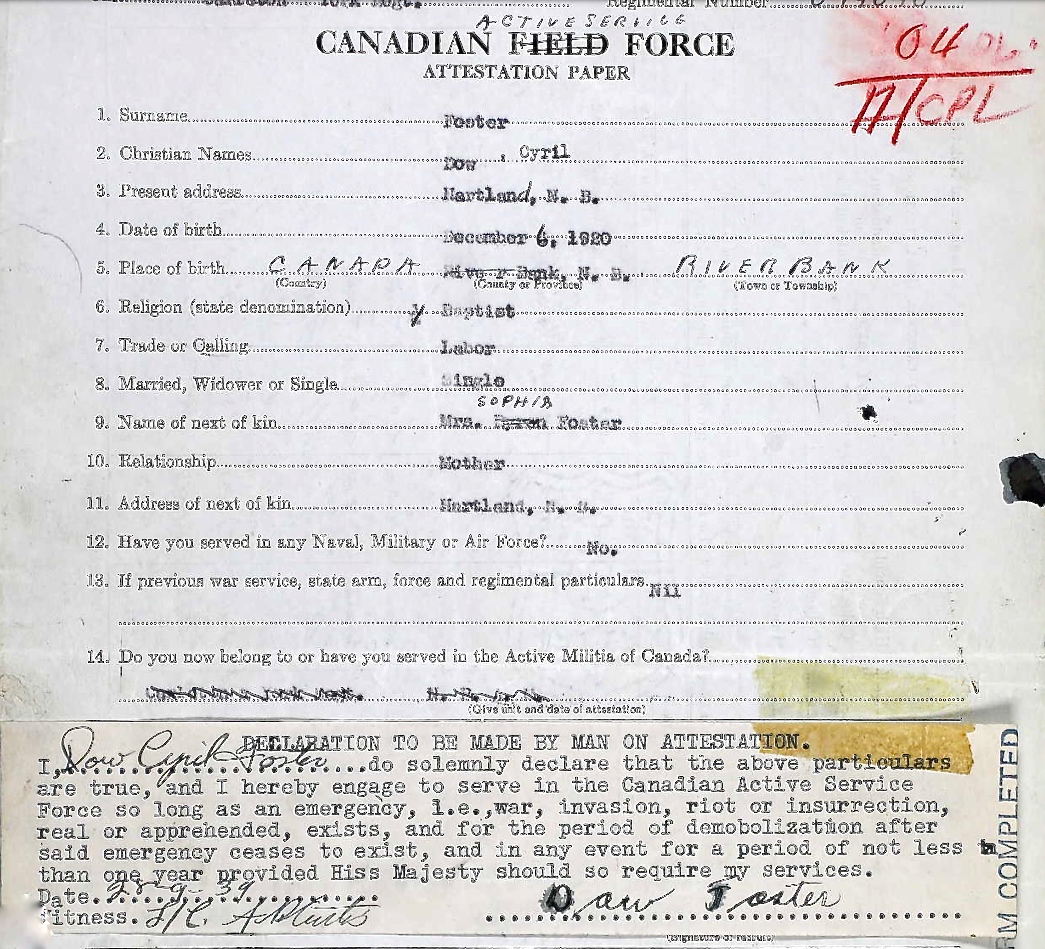 Regimental Number
ACTIVE SERVICE
CANADIAN FIELD FORCE
ATTESTATION PAPER
04
A/CPL
1. Surname Foster
2. Christian Names Dow, Cyril
3. Present address Hartland, N. B.
4. Date of birth December 6, 1920
5. Place of birth CANADA River Bank, N. B. RIVER BANK
(Country) (County or Province) (Town or Township)
6. Religion (state denomination) Baptist
7. Trade or Calling Labor
8. Married, Widower or Single Single
SOPHIA
9. Name of next of kin Mrs. Byron Foster
10. Relationship Mother
11. Address of next of kin Hartland, N. B.
12. Have you served in any Naval, Military or Air Force? No.
13. If previous war service, state arm, force and regimental particulars. Nil
14. Do you now belong to or have you served in the Active Militia of Canada?
(Give unit and date of attestation)
DECLARATION TO BE MADE BY MAN ON ATTESTATION.
I, Dow Cyril Foster do solemnly declare that the above particulars
are true, and I hereby engage to serve in the Canadian Active Service
Force so long as an emergency, i.e.,war, invasion, riot or insurrection,
real or apprehended, exists, and for the period of demobolization after
said emergency ceases to exist, and in any event for a period of not less
than one year provided Hiss Majesty should so require my services.
Date. 28-9-39
Dow Foster
fitness. L/C.
(Signature of recruit)
RM COMPLETED